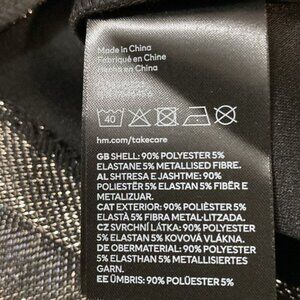 Made in China
Fabriqué en Chine
Hecho en China
40
hm.com/takecare
GB SHELL: 90% POLYESTER 5%
ELASTANE 5% METALLISED FIBRE.
AL SHTRESA E JASHTME: 90%
POLIESTËR 5% ELASTAN 5% FIBËR E
METALIZUAR.
CAT EXTERIOR: 90% POLIÈSTER 5%
ELASTÀ 5% FIBRA METAL·LITZADA.
CZ SVRCHNÍ LÁTKA: 90% POLYESTER
5% ELASTAN 5% KOVOVÁ VLÁKNA.
DE OBERMATERIAL: 90% POLYESTER
5% ELASTHAN 5% METALLISIERTES
GARN.
EE ÜMBRIS: 90% POLÜESTER 5%